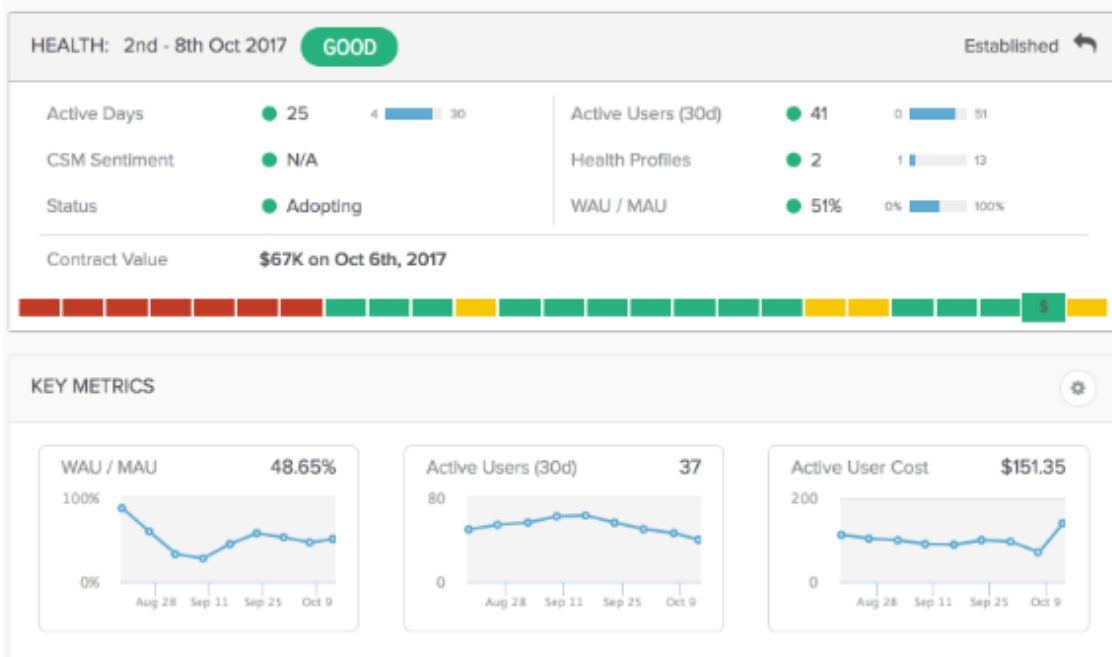 HEALTH: 2nd - 8th Oct 2017 GOOD Established
Active Days 25 4 30 Active Users (30d) 41 0 51
CSM Sentiment N/A Health Profiles 2 1 13
Status Adopting WAU / MAU 51% 0% 100%
Contract Value $67K on Oct 6th, 2017
$
KEY METRICS
WAU / MAU 48.65% Active Users (30d) 37 Active User Cost $151.35
100% 80 200
0% 0 0
Aug 28 Sep 11 Sep 25 Oct 9 Aug 28 Sep 11 Sep 25 Oct 9 Aug 28 Sep 11 Sep 25 Oct 9